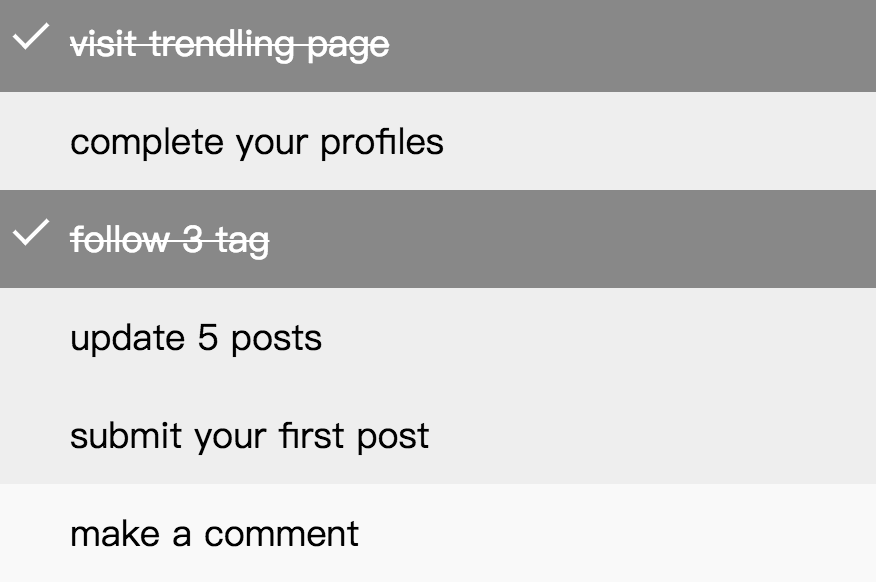 visit trendling page
complete your profiles
follow 3 tag
update 5 posts
submit your first post
make a comment